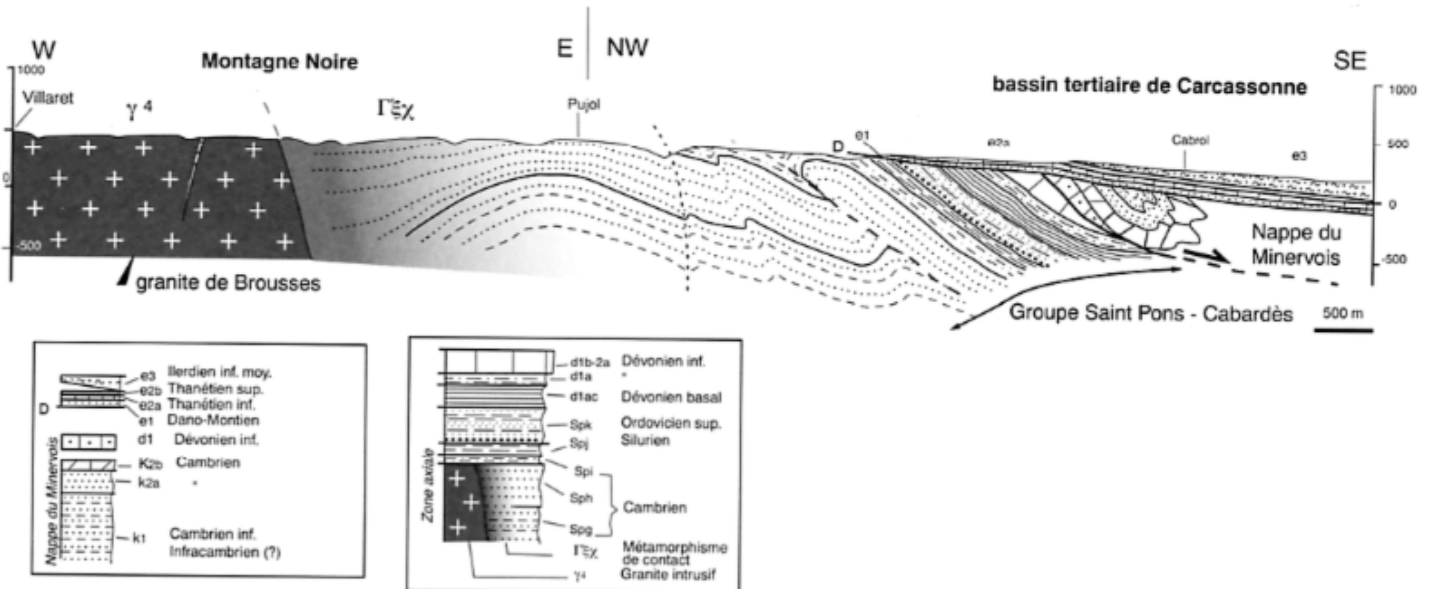 W
Montagne Noire
E
NW
SE
bassin tertiaire de Carcassonne
1000
Villaret
γ 4
Γξχ
Pujol
D
e1
e2a
Cabrol
e3
1000
500
0
-500
0
-500
granite de Brousses
Nappe du
Minervois
Groupe Saint Pons - Cabardès
500 m
e3 Ilerdien inf. moy.
e2b Thanétien sup.
e2a Thanétien inf.
D
e1 Dano-Montien
d1 Dévonien inf.
K2b Cambrien
k2a "
k1 Cambrien inf.
Infracambrien (?)
Nappe du Minervois
d1b-2a Dévonien inf.
d1a "
d1ac Dévonien basal
Spk Ordovicien sup.
Spj Silurien
Spi
Sph
Cambrien
Spg
Γξχ Métamorphisme
de contact
γ4 Granite intrusif
Zone axiale